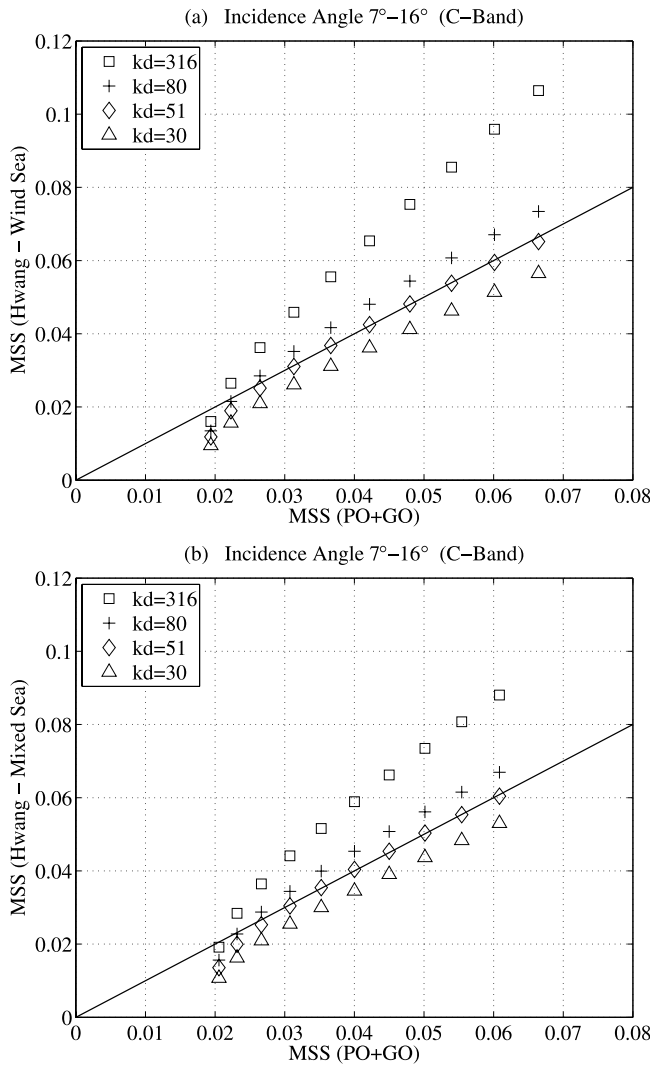 (a) Incidence Angle 7°−16° (C−Band)
0.12
0.1
0.08
0.06
0.04
0.02
0
MSS (Hwang − Wind Sea)
kd=316
kd=80
kd=51
kd=30
0 0.01 0.02 0.03 0.04 0.05 0.06 0.07 0.08
MSS (PO+GO)
(b) Incidence Angle 7°−16° (C−Band)
0.12
0.1
0.08
0.06
0.04
0.02
0
MSS (Hwang − Mixed Sea)
kd=316
kd=80
kd=51
kd=30
0 0.01 0.02 0.03 0.04 0.05 0.06 0.07 0.08
MSS (PO+GO)